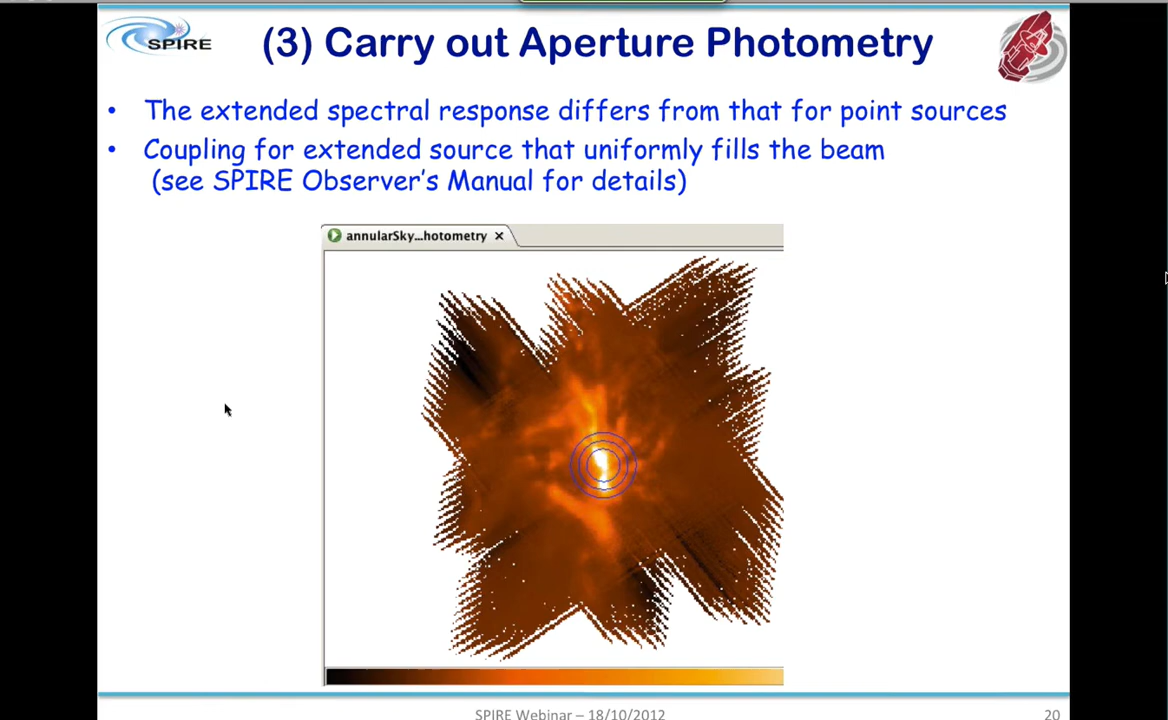 SPIRE
(3) Carry out Aperture Photometry
• The extended spectral response differs from that for point sources
• Coupling for extended source that uniformly fills the beam
(see SPIRE Observer's Manual for details)
annularSky...hotometry
SPIRE Webinar – 18/10/2012
20